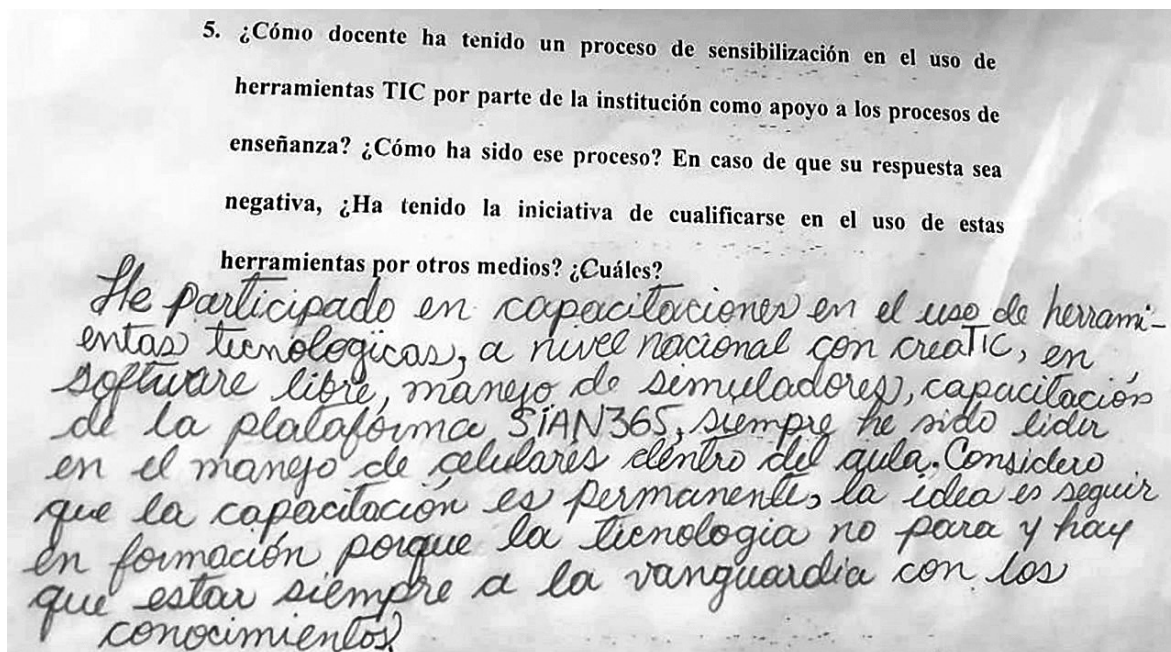 5. ¿Cómo docente ha tenido un proceso de sensibilización en el uso de
herramientas TIC por parte de la institución como apoyo a los procesos de
enseñanza? ¿Cómo ha sido ese proceso? En caso de que su respuesta sea
negativa, ¿Ha tenido la iniciativa de cualificarse en el uso de estas
herramientas por otros medios? ¿Cuáles?
He participado en capacitaciones en el uso de herrami-
entas tecnológicas, a nivel nacional con creaTIC, en
software libre, manejo de simuladores, capacitación
de la plataforma SIAN365, siempre he sido lider
en el manejo de celulares dentro del aula. Considero
que la capacitación es permanente, la idea es seguir
en formación porque la tecnologia no para y hay
que estar siempre a la vanguardia con los
conocimientos